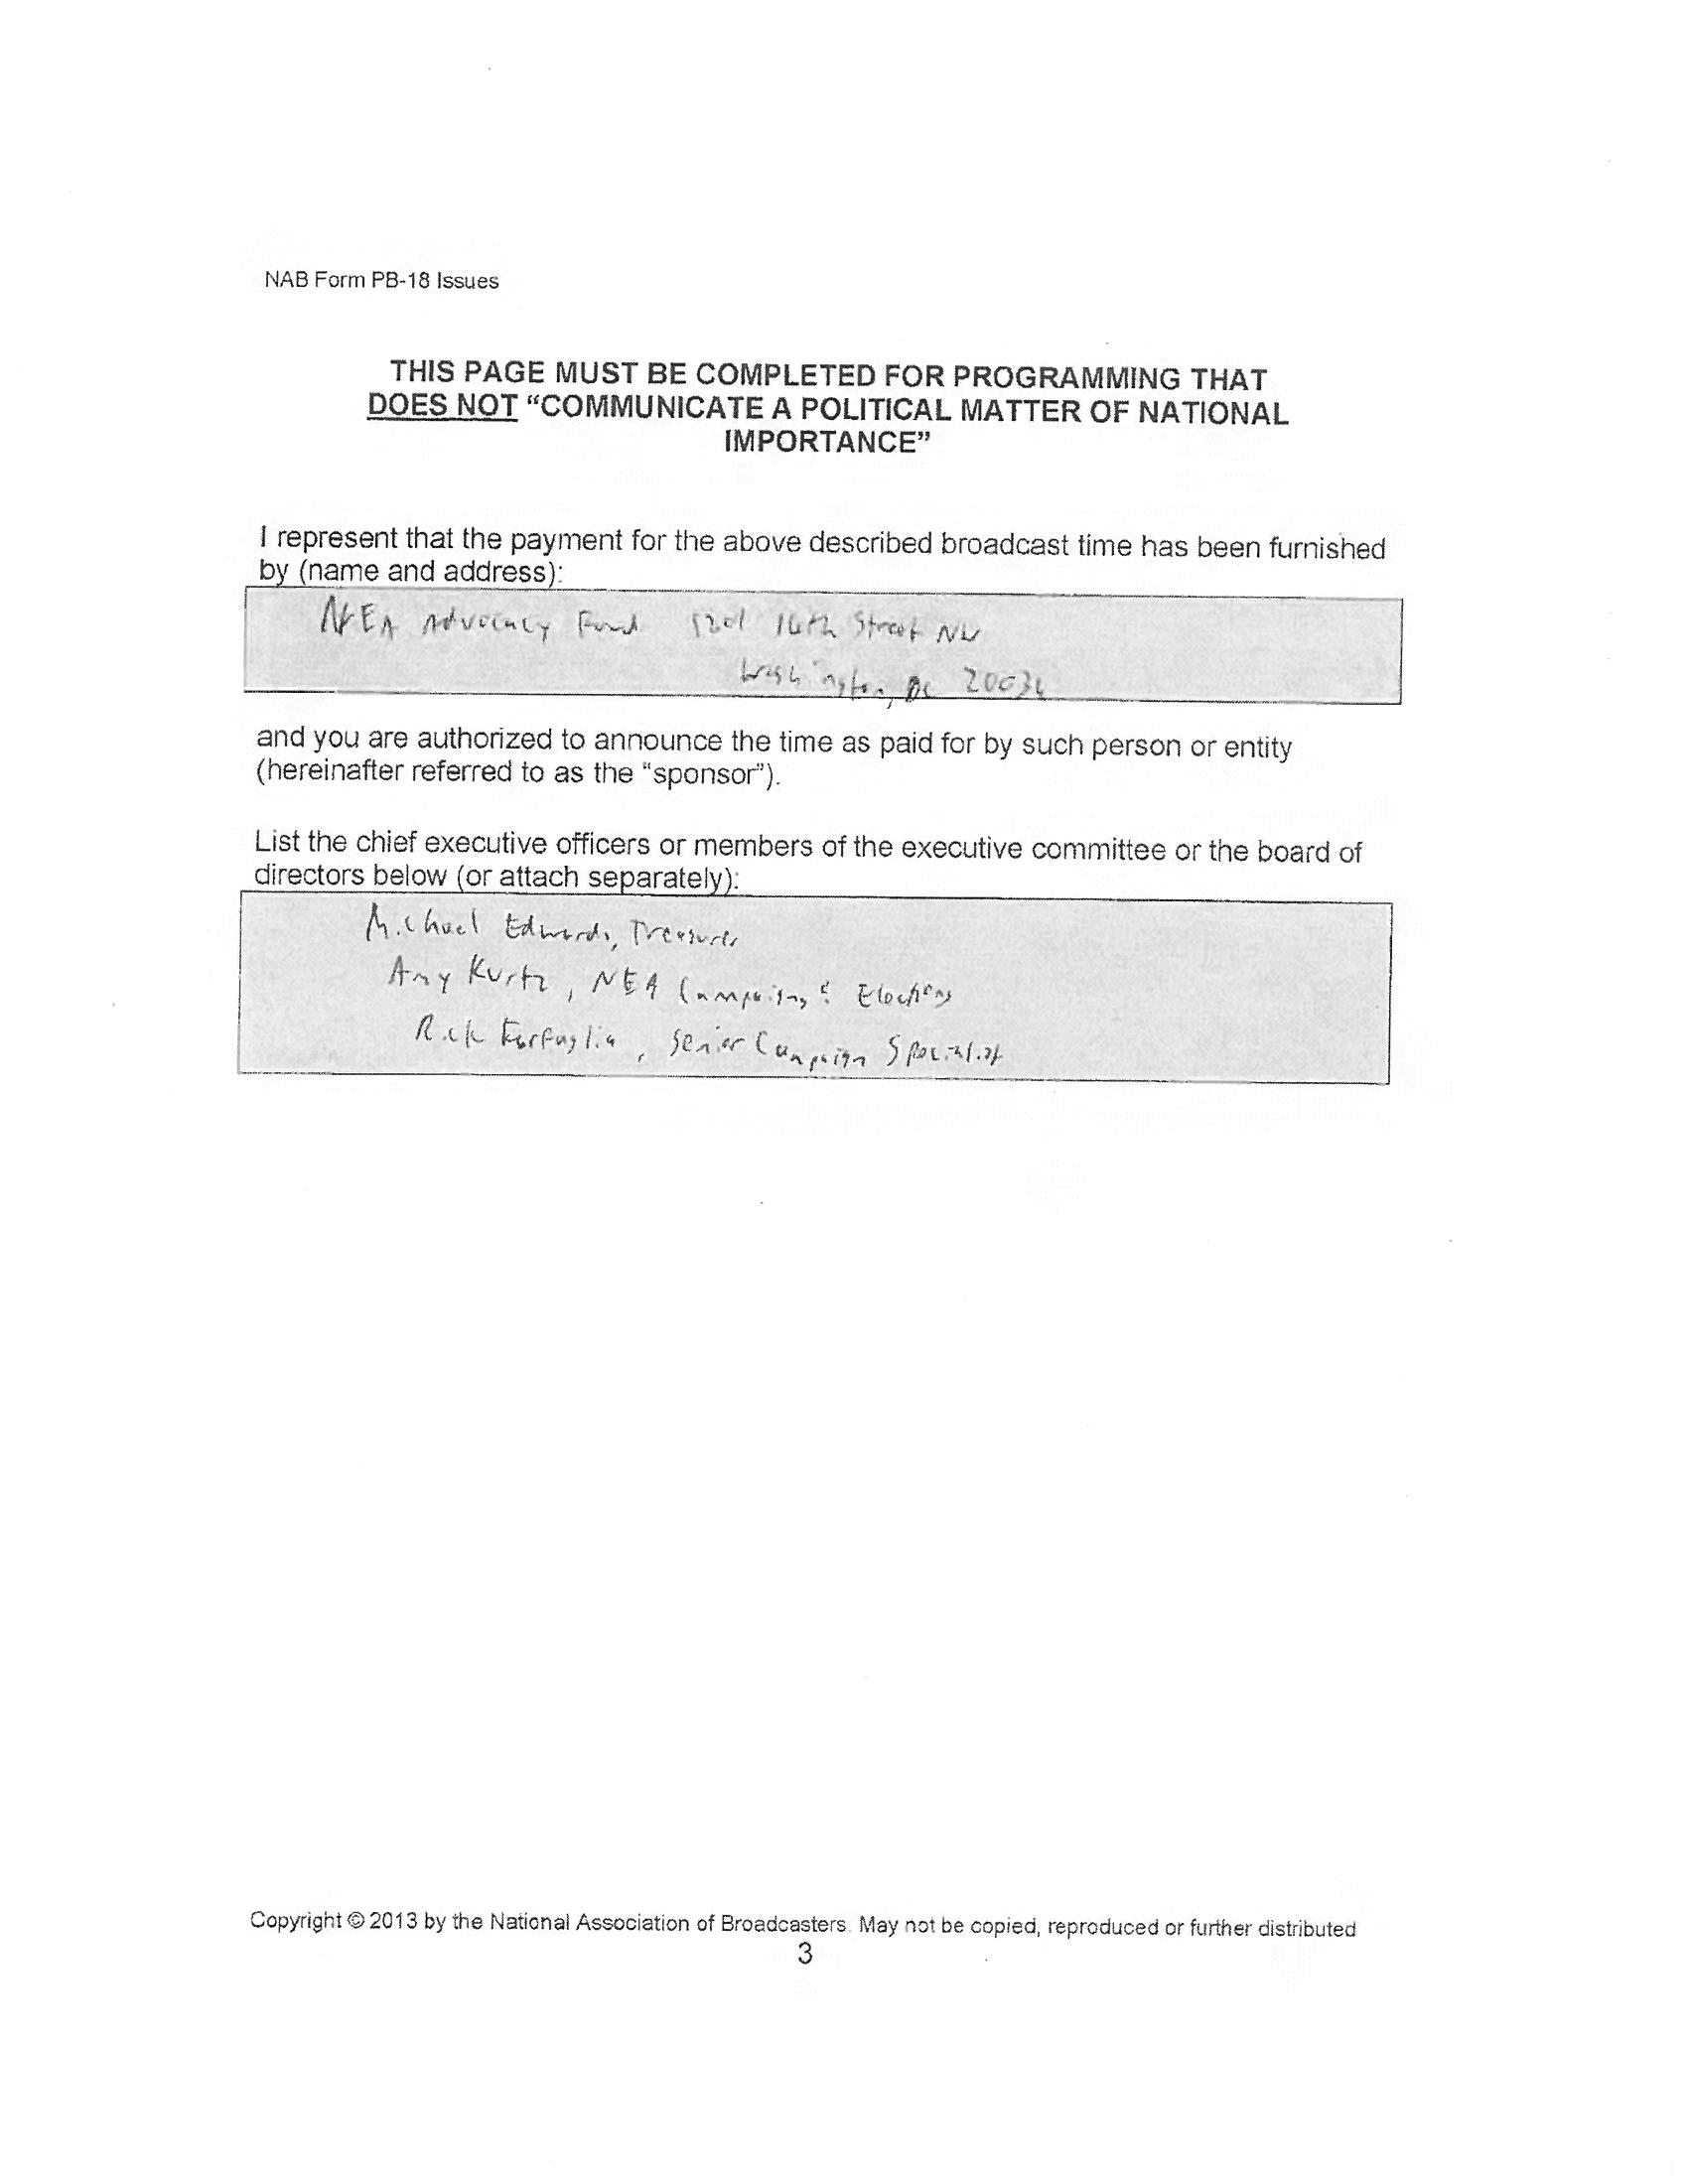 NAB Form PB-18 Issues
THIS PAGE MUST BE COMPLETED FOR PROGRAMMING THAT
DOES NOT “COMMUNICATE A POLITICAL MATTER OF NATIONAL
IMPORTANCE”
I represent that the payment for the above described broadcast time has been furnished
by (name and address):
NEA Advocacy Fund 1201 16th Street NW
Washington, DC 20036
and you are authorized to announce the time as paid for by such person or entity
(hereinafter referred to as the “sponsor”).
List the chief executive officers or members of the executive committee or the board of
directors below (or attach separately):
Michael Edwards, Treasurer
Amy Kurtz, NEA Campaigns & Elections
Rick , Senior Campaign Specialist
Copyright © 2013 by the National Association of Broadcasters. May not be copied, reproduced or further distributed
3